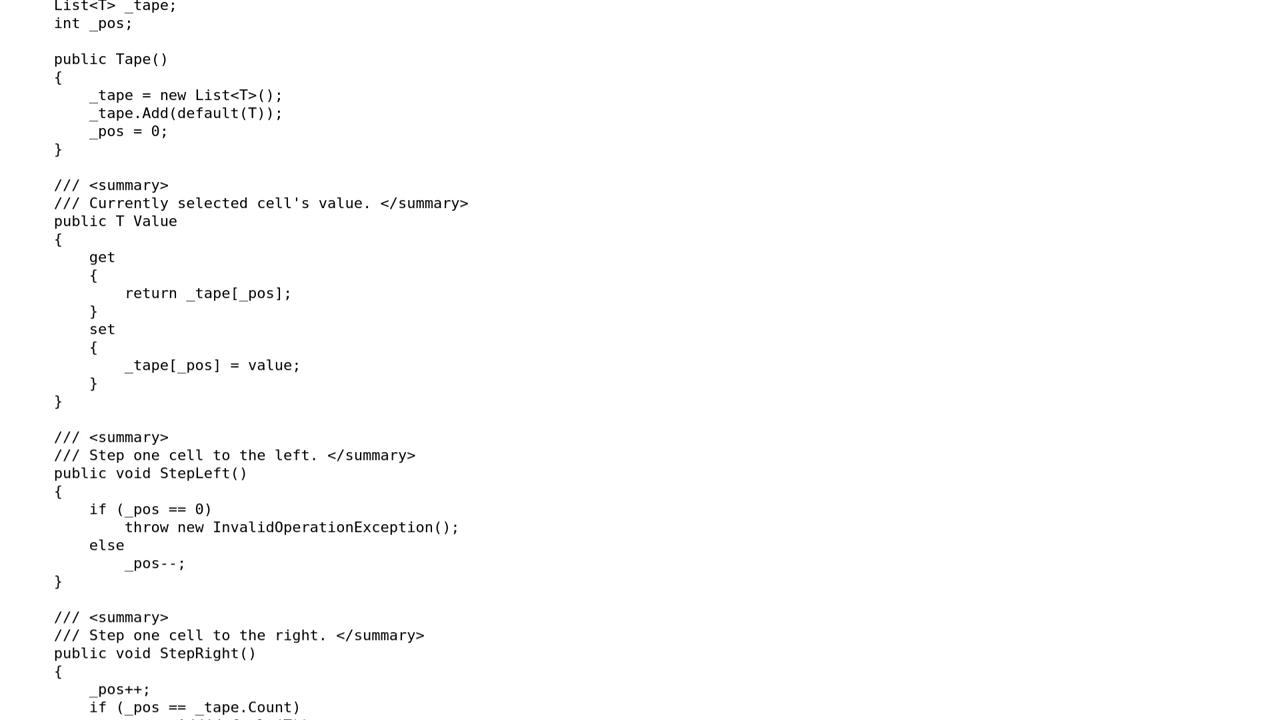 List<T> _tape;
int _pos;

public Tape()
{
    _tape = new List<T>();
    _tape.Add(default(T));
    _pos = 0;
}

/// <summary>
/// Currently selected cell's value. </summary>
public T Value
{
    get
    {
        return _tape[_pos];
    }
    set
    {
        _tape[_pos] = value;
    }
}

/// <summary>
/// Step one cell to the left. </summary>
public void StepLeft()
{
    if (_pos == 0)
        throw new InvalidOperationException();
    else
        _pos--;
}

/// <summary>
/// Step one cell to the right. </summary>
public void StepRight()
{
    _pos++;
    if (_pos == _tape.Count)